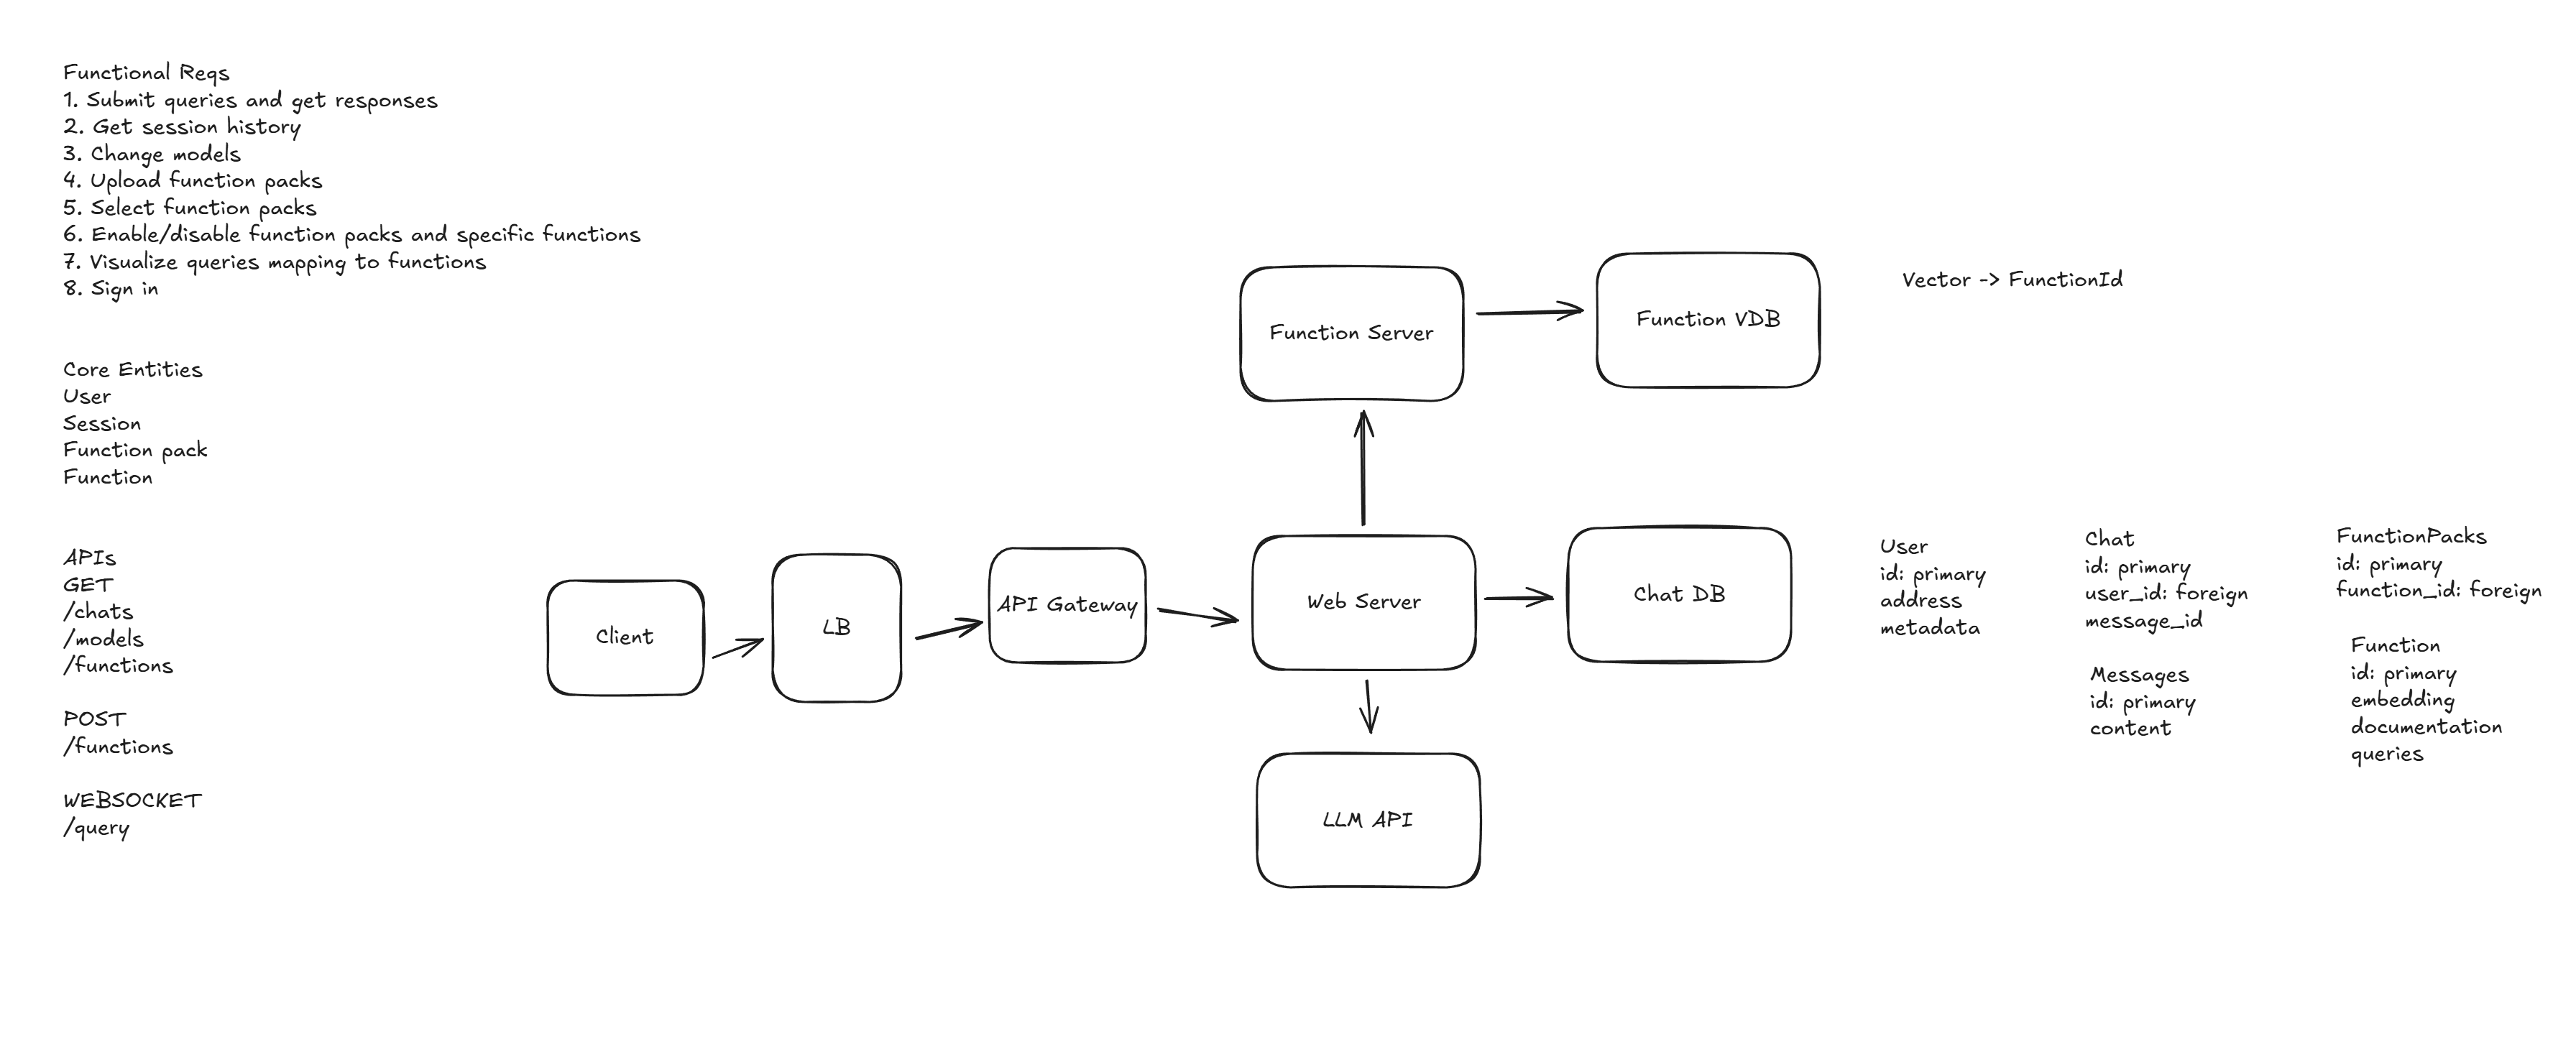 Functional Reqs
1. Submit queries and get responses
2. Get session history
3. Change models
4. Upload function packs
5. Select function packs
6. Enable/disable function packs and specific functions
7. Visualize queries mapping to functions
8. Sign in
Core Entities
User
Session
Function pack
Function
APIs
GET
/chats
/models
/functions
POST
/functions
WEBSOCKET
/query
Client
LB
API Gateway
Web Server
Function Server
Function VDB
Vector -> FunctionId
Chat DB
LLM API
User
id: primary
address
metadata
Chat
id: primary
user_id: foreign
message_id
Messages
id: primary
content
FunctionPacks
id: primary
function_id: foreign
Function
id: primary
embedding
documentation
queries